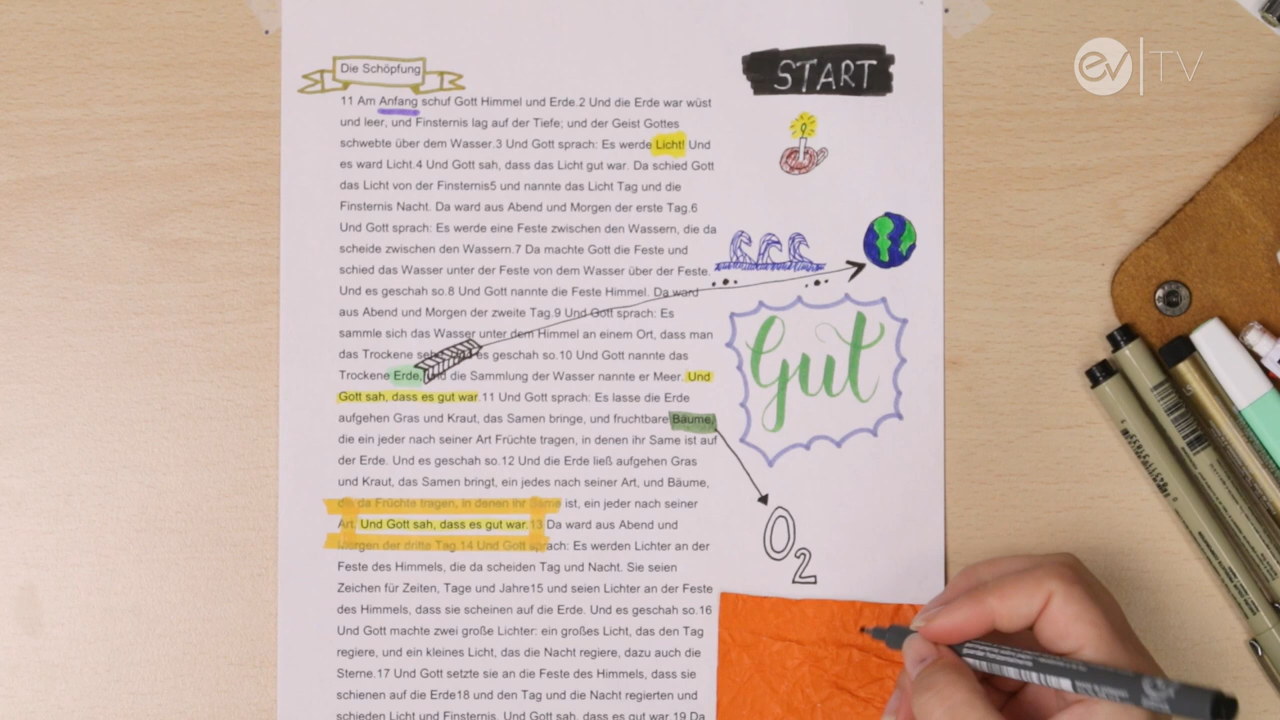 ev TV
START
Die Schöpfung
11 Am Anfang schuf Gott Himmel und Erde.2 Und die Erde war wüst
und leer, und Finsternis lag auf der Tiefe; und der Geist Gottes
schwebte über dem Wasser.3 Und Gott sprach: Es werde Licht! Und
es ward Licht.4 Und Gott sah, dass das Licht gut war. Da schied Gott
das Licht von der Finsternis5 und nannte das Licht Tag und die
Finsternis Nacht. Da ward aus Abend und Morgen der erste Tag.6
Und Gott sprach: Es werde eine Feste zwischen den Wassern, die da
scheide zwischen den Wassern.7 Da machte Gott die Feste und
schied das Wasser unter der Feste von dem Wasser über der Feste.
Und es geschah so.8 Und Gott nannte die Feste Himmel. Da ward
aus Abend und Morgen der zweite Tag.9 Und Gott sprach: Es
sammle sich das Wasser unter dem Himmel an einem Ort, dass man
das Trockene es geschah so.10 Und Gott nannte das
Trockene Erde, und die Sammlung der Wasser nannte er Meer. Und
Gott sah, dass es gut war.11 Und Gott sprach: Es lasse die Erde
aufgehen Gras und Kraut, das Samen bringe, und fruchtbare Bäume,
die ein jeder nach seiner Art Früchte tragen, in denen ihr Same ist auf
der Erde. Und es geschah so.12 Und die Erde ließ aufgehen Gras
und Kraut, das Samen bringt, ein jedes nach seiner Art, und Bäume,
die da Früchte tragen, in denen ihr Same ist, ein jeder nach seiner
Art. Und Gott sah, dass es gut war.13 Da ward aus Abend und
Morgen der dritte Tag.14 Und Gott sprach: Es werden Lichter an der
Feste des Himmels, die da scheiden Tag und Nacht. Sie seien
Zeichen für Zeiten, Tage und Jahre15 und seien Lichter an der Feste
des Himmels, dass sie scheinen auf die Erde. Und es geschah so.16
Und Gott machte zwei große Lichter: ein großes Licht, das den Tag
regiere, und ein kleines Licht, das die Nacht regiere, dazu auch die
Sterne.17 Und Gott setzte sie an die Feste des Himmels, dass sie
schienen auf die Erde18 und den Tag und die Nacht regierten und
schieden Licht und Finsternis. Und Gott sah, dass es gut war.19 Da
Gut
O2